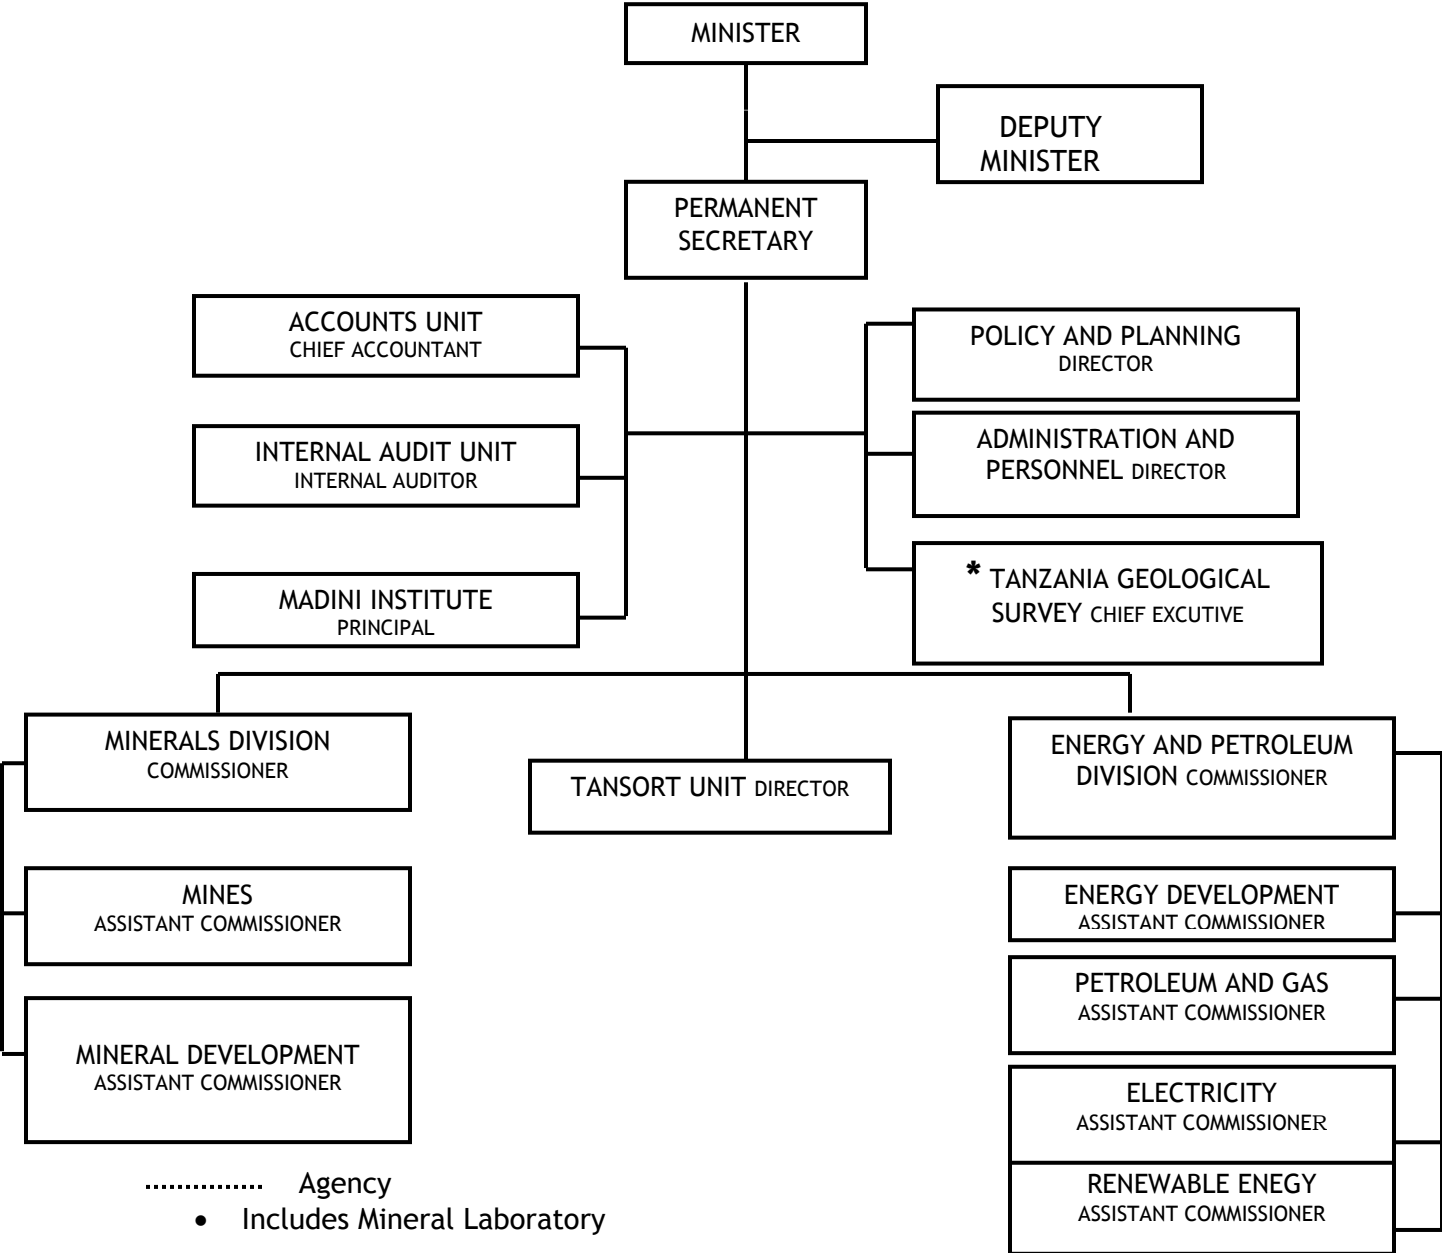 MINISTER
DEPUTY
MINISTER
PERMANENT
SECRETARY
ACCOUNTS UNIT
CHIEF ACCOUNTANT
POLICY AND PLANNING
DIRECTOR
INTERNAL AUDIT UNIT
INTERNAL AUDITOR
ADMINISTRATION AND
PERSONNEL DIRECTOR
MADINI INSTITUTE
PRINCIPAL
* TANZANIA GEOLOGICAL
SURVEY CHIEF EXCUTIVE
MINERALS DIVISION
COMMISSIONER
TANSORT UNIT DIRECTOR
ENERGY AND PETROLEUM
DIVISION COMMISSIONER
MINES
ASSISTANT COMMISSIONER
MINERAL DEVELOPMENT
ASSISTANT COMMISSIONER
ENERGY DEVELOPMENT
ASSISTANT COMMISSIONER
PETROLEUM AND GAS
ASSISTANT COMMISSIONER
ELECTRICITY
ASSISTANT COMMISSIONER
RENEWABLE ENEGY
ASSISTANT COMMISSIONER
.............. Agency
• Includes Mineral Laboratory